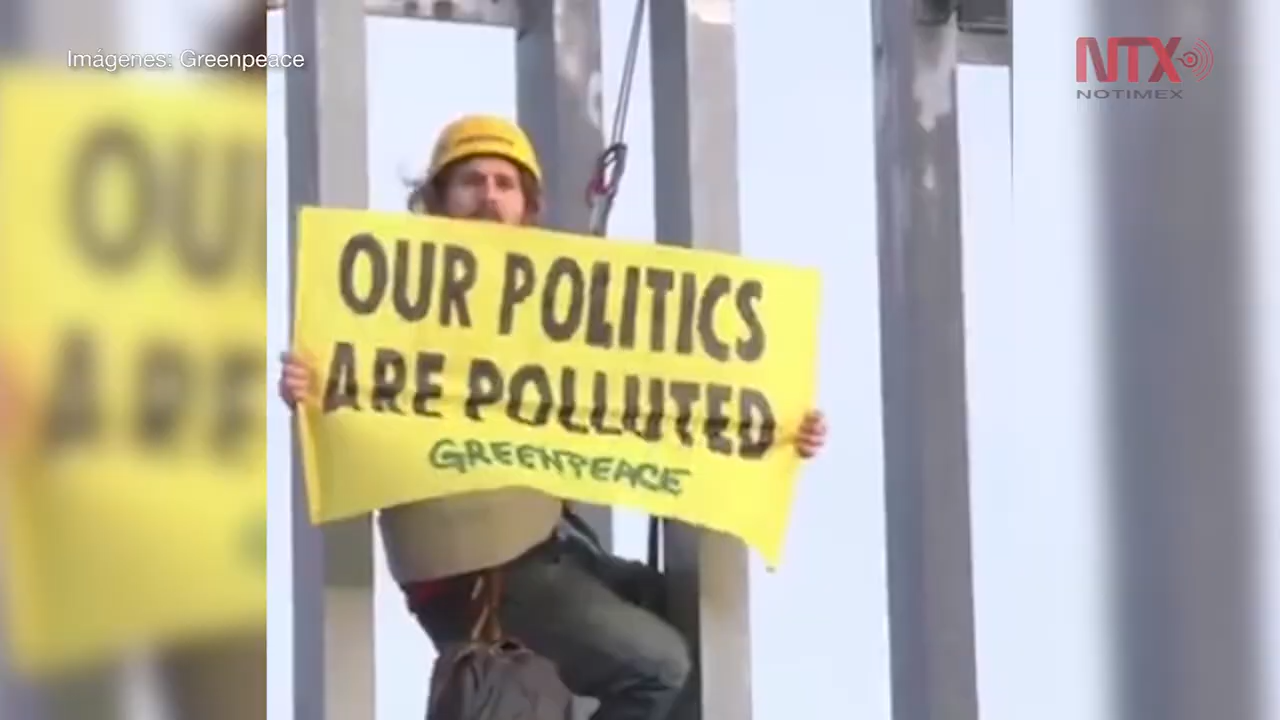 Imágenes: Greenpeace
NTX
NOTIMEX
OUR POLITICS
ARE POLLUTED
GREENPEACE